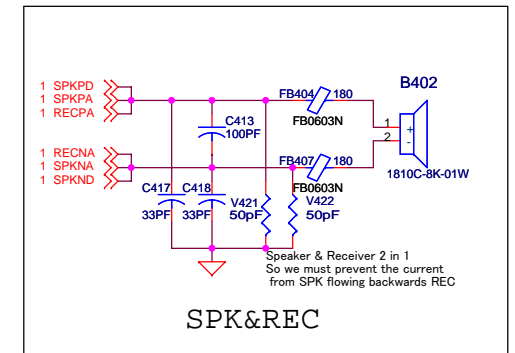 B402
1 SPKPD
1 SPKPA
1 RECPA
FB404 180
FB0603N
C413
100PF
1
+
2
-
1810C-8K-01W
1 RECNA
1 SPKNA
1 SPKND
FB407 180
FB0603N
C417
33PF
C418
33PF
V421
50pF
V422
50pF
Speaker & Receiver 2 in 1
So we must prevent the current
from SPK flowing backwards REC
SPK&REC